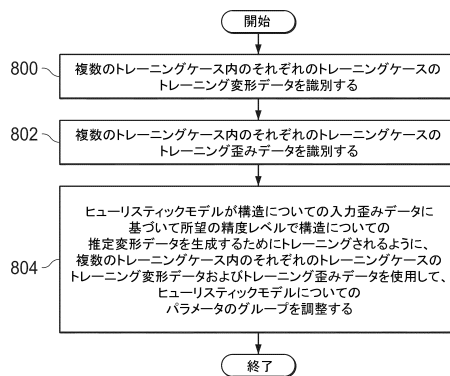 開始
800
複数のトレーニングケース内のそれぞれのトレーニングケースの
トレーニング変形データを識別する
802
複数のトレーニングケース内のそれぞれのトレーニングケースの
トレーニング歪みデータを識別する
804
ヒューリスティックモデルが構造についての入力歪みデータに
基づいて所望の精度レベルで構造についての
推定変形データを生成するためにトレーニングされるように、
複数のトレーニングケース内のそれぞれのトレーニングケースの
トレーニング変形データおよびトレーニング歪みデータを使用して、
ヒューリスティックモデルについての
パラメータのグループを調整する
終了